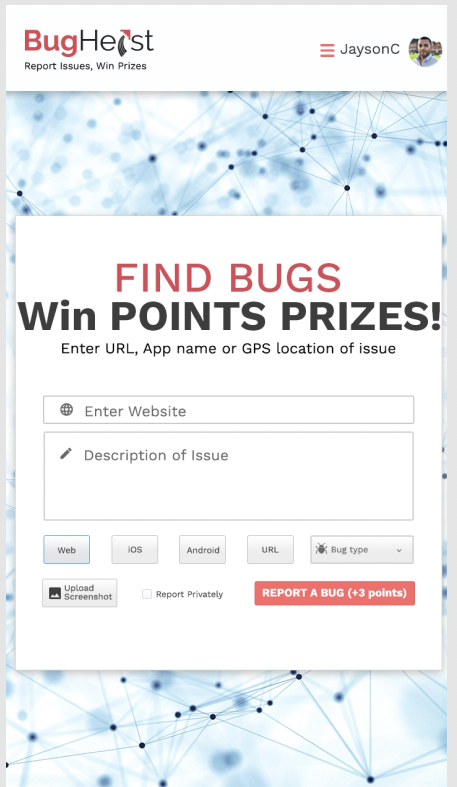 BugHeist
Report Issues, Win Prizes
JaysonC
FIND BUGS
Win POINTS PRIZES!
Enter URL, App name or GPS location of issue
Enter Website
Description of Issue
Web
iOS
Android
URL
Bug type
Upload
Screenshot
Report Privately
REPORT A BUG (+3 points)